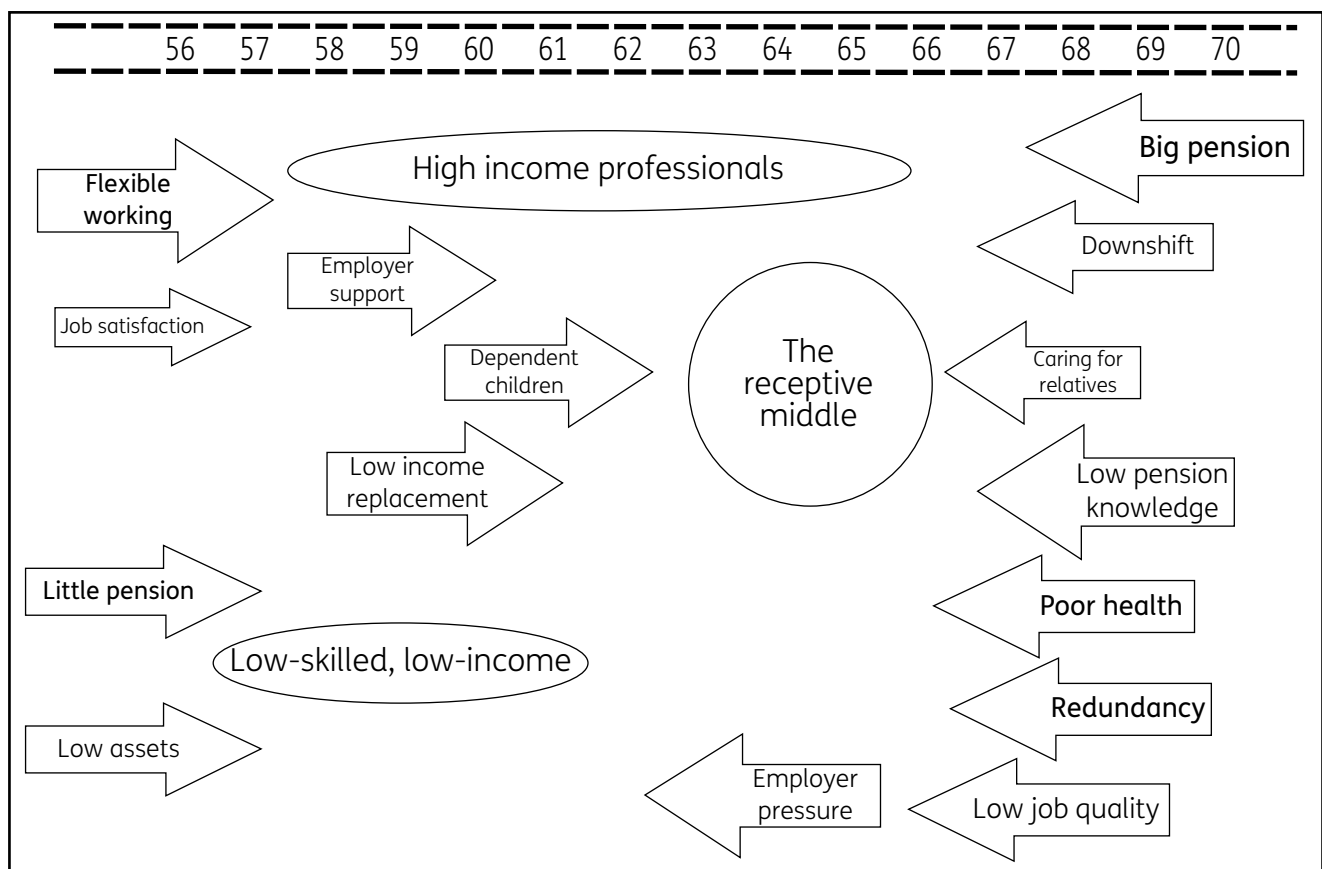 56 57 58 59 60 61 62 63 64 65 66 67 68 69 70
Big pension
High income professionals
Flexible
working
Downshift
Employer
support
Job satisfaction
Dependent
children
The
receptive
middle
Caring for
relatives
Low income
replacement
Low pension
knowledge
Little pension
Poor health
Low-skilled, low-income
Redundancy
Low assets
Employer
pressure
Low job quality